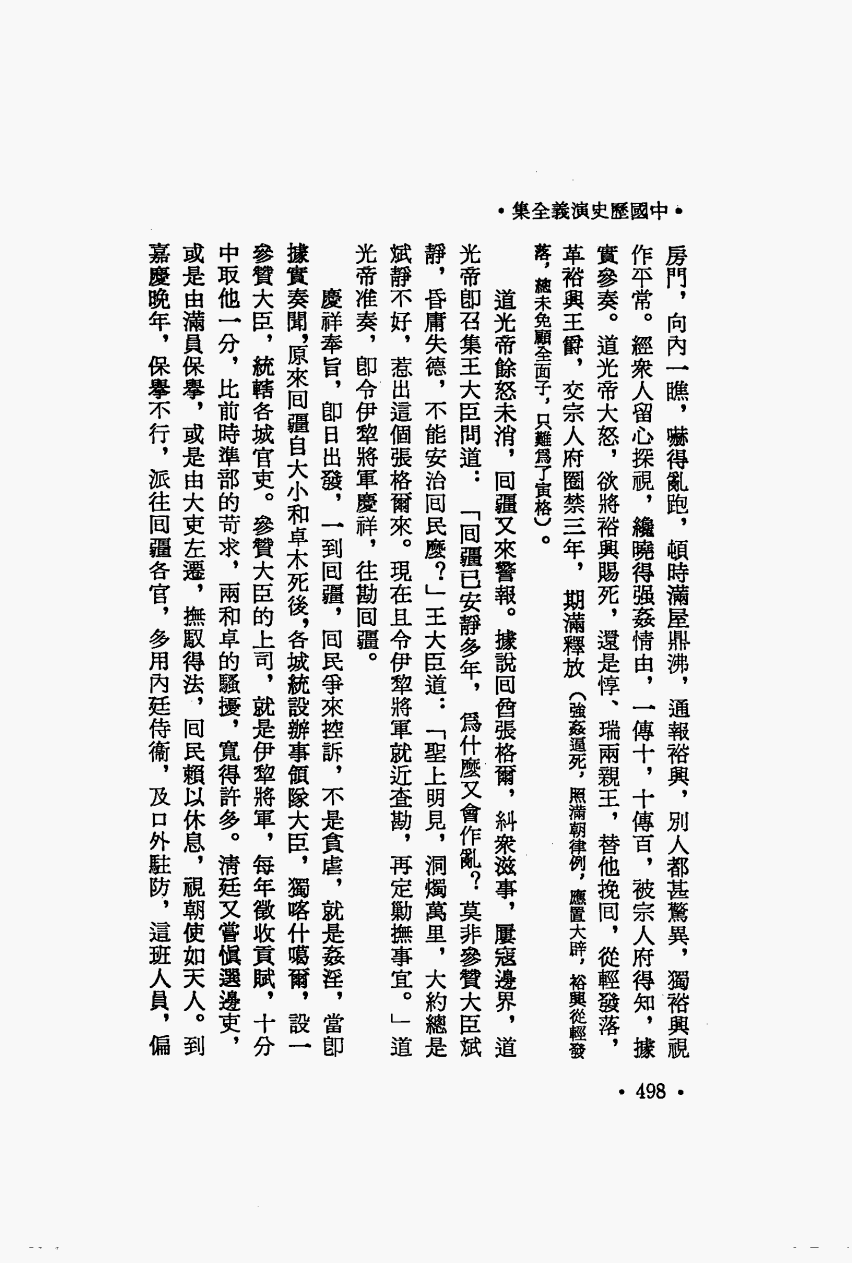 •中國歷史演義全集•
房門，向內一瞧，嚇得亂跑，頓時滿屋鼎沸，通報裕興，別人都甚驚異，獨裕興視
作平常。經衆人留心探視，纔曉得强姦情由，一傳十，十傳百，被宗人府得知，據
實參奏。道光帝大怒，欲將裕興賜死，還是惇、瑞兩親王，替他挽囘，從輕發落，
革裕興王爵，交宗人府圈禁三年，期滿釋放（強姦逼死，照滿朝律例，應置大辟，裕興從輕發
落，總未免顧全面子，只難爲了寅格）。
道光帝餘怒未消，囘疆又來警報。據說囘酋張格爾，糾衆滋事，屢寇邊界，道
光帝卽召集王大臣問道：「囘疆已安靜多年，爲什麼又會作亂？莫非參贊大臣斌
靜，昏庸失德，不能安治囘民麼？」王大臣道：「聖上明見，洞燭萬里，大約總是
斌靜不好，惹出這個張格爾來。現在且令伊犂將軍就近查勘，再定勦撫事宜。」道
光帝准奏，卽令伊犂將軍慶祥，往勘囘疆。
慶祥奉旨，卽日出發，一到囘疆，囘民爭來控訴，不是貪虐，就是姦淫，當卽
據實奏聞，原來囘疆自大小和卓木死後，各城統設辦事領隊大臣，獨喀什噶爾，設一
參贊大臣，統轄各城官吏。參贊大臣的上司，就是伊犂將軍，每年徵收貢賦，十分
中取他一分，比前時準部的苛求，兩和卓的騷擾，寬得許多。清廷又嘗愼選邊吏，
或是由滿員保擧，或是由大吏左遷，撫馭得法，囘民賴以休息，視朝使如天人。到
嘉慶晚年，保擧不行，派往囘疆各官，多用內廷侍衞，及口外駐防，這班人員，偏
• 498 •